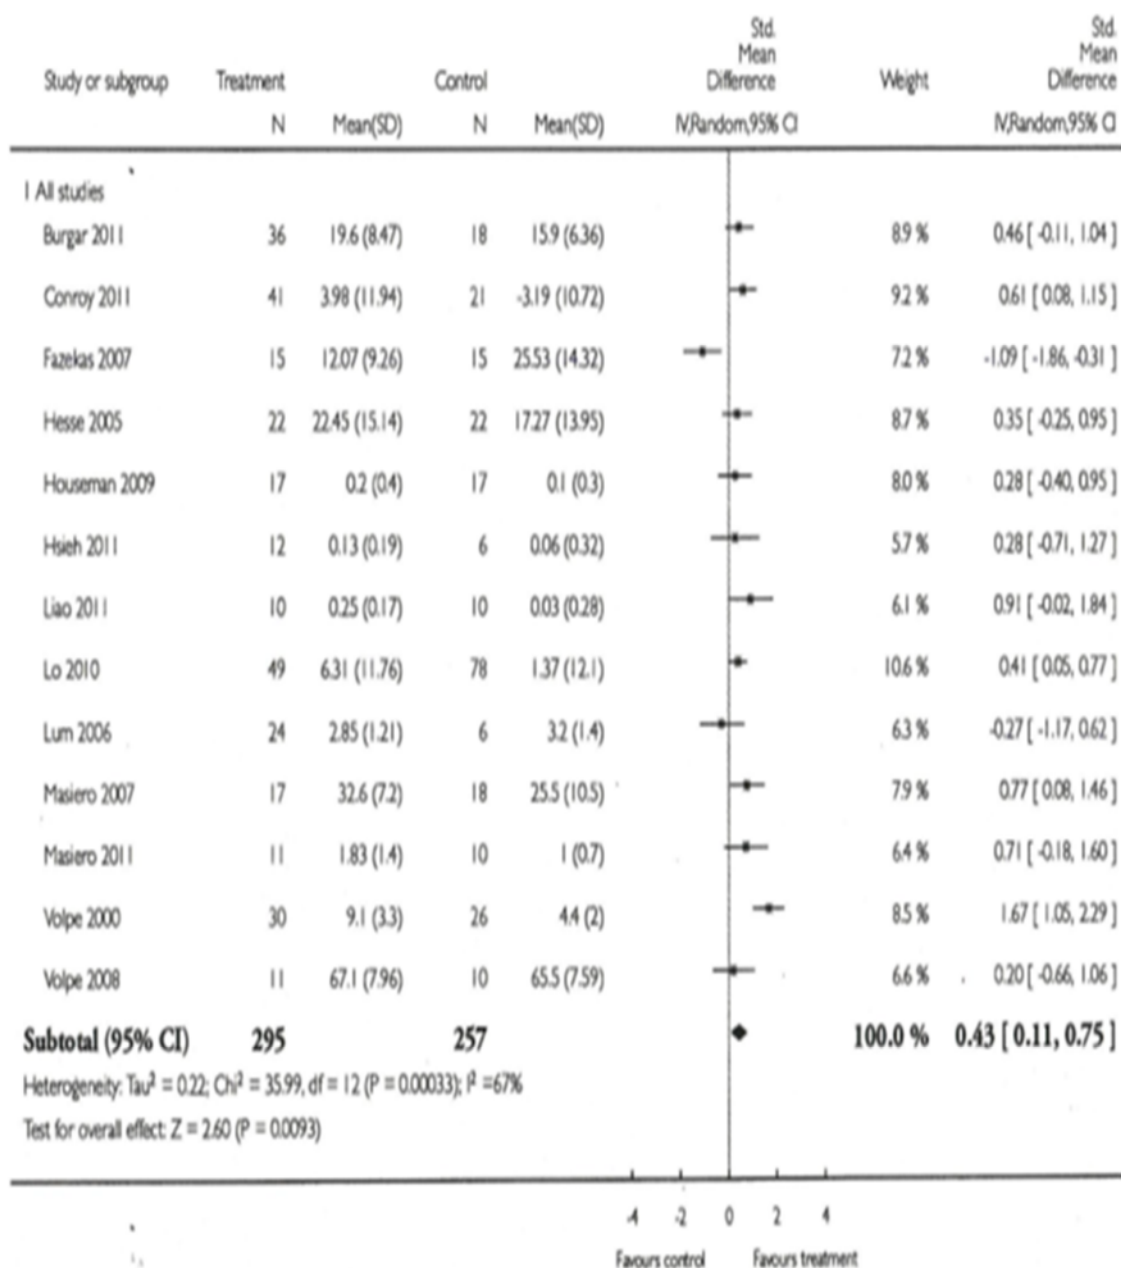 Std. Mean Difference Std. Mean Difference
Study or subgroup Treatment Control Weight
N Mean(SD) N Mean(SD) IV,Random,95% CI IV,Random,95% CI
1 All studies
Burgar 2011 36 19.6 (8.47) 18 15.9 (6.36) 8.9 % 0.46 [ -0.11, 1.04 ]
Conroy 2011 41 3.98 (11.94) 21 -3.19 (10.72) 9.2 % 0.61 [ 0.08, 1.15 ]
Fazekas 2007 15 12.07 (9.26) 15 25.53 (14.32) 7.2 % -1.09 [ -1.86, -0.31 ]
Hesse 2005 22 22.45 (15.14) 22 17.27 (13.95) 8.7 % 0.35 [ -0.25, 0.95 ]
Houseman 2009 17 0.2 (0.4) 17 0.1 (0.3) 8.0 % 0.28 [ -0.40, 0.95 ]
Hsieh 2011 12 0.13 (0.19) 6 0.06 (0.32) 5.7 % 0.28 [ -0.71, 1.27 ]
Liao 2011 10 0.25 (0.17) 10 0.03 (0.28) 6.1 % 0.91 [ -0.02, 1.84 ]
Lo 2010 49 6.31 (11.76) 78 1.37 (12.1) 10.6 % 0.41 [ 0.05, 0.77 ]
Lum 2006 24 2.85 (1.21) 6 3.2 (1.4) 6.3 % -0.27 [ -1.17, 0.62 ]
Masiero 2007 17 32.6 (7.2) 18 25.5 (10.5) 7.9 % 0.77 [ 0.08, 1.46 ]
Masiero 2011 11 1.83 (1.4) 10 1 (0.7) 6.4 % 0.71 [ -0.18, 1.60 ]
Volpe 2000 30 9.1 (3.3) 26 4.4 (2) 8.5 % 1.67 [ 1.05, 2.29 ]
Volpe 2008 11 67.1 (7.96) 10 65.5 (7.59) 6.6 % 0.20 [ -0.66, 1.06 ]
Subtotal (95% CI) 295 257 100.0 % 0.43 [ 0.11, 0.75 ]
Heterogeneity: Tau² = 0.22; Chi² = 35.99, df = 12 (P = 0.00033); I² =67%
Test for overall effect: Z = 2.60 (P = 0.0093)
-4 -2 0 2 4
Favours control Favours treatment